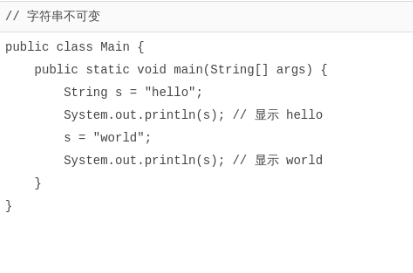 // 字符串不可变
public class Main {
    public static void main(String[] args) {
        String s = "hello";
        System.out.println(s); // 显示 hello
        s = "world";
        System.out.println(s); // 显示 world
    }
}